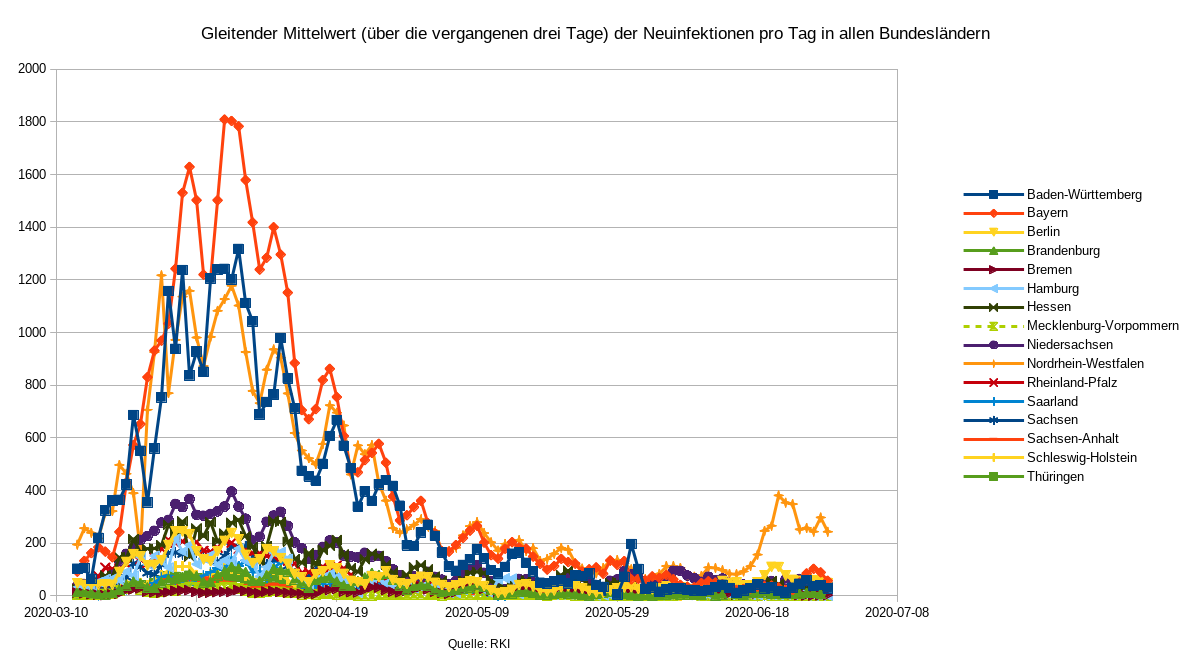 Gleitender Mittelwert (über die vergangenen drei Tage) der Neuinfektionen pro Tag in allen Bundesländern
2000
1800
1600
1400
1200
1000
800
600
400
200
0
2020-03-10
2020-03-30
2020-04-19
2020-05-09
2020-05-29
2020-06-18
2020-07-08
Baden-Württemberg
Bayern
Berlin
Brandenburg
Bremen
Hamburg
Hessen
Mecklenburg-Vorpommern
Niedersachsen
Nordrhein-Westfalen
Rheinland-Pfalz
Saarland
Sachsen
Sachsen-Anhalt
Schleswig-Holstein
Thüringen
Quelle: RKI